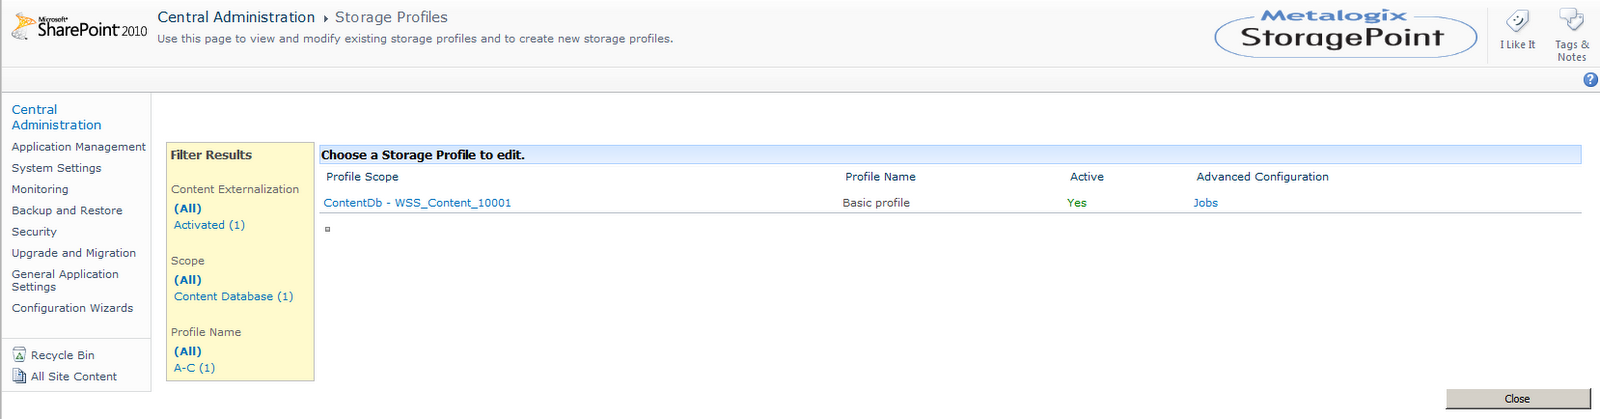 Microsoft®
SharePoint 2010
Central Administration ▸ Storage Profiles
Use this page to view and modify existing storage profiles and to create new storage profiles.
Metalogix
StoragePoint
I Like It
Tags &
Notes
?
Central
Administration
Application Management
System Settings
Monitoring
Backup and Restore
Security
Upgrade and Migration
General Application
Settings
Configuration Wizards
Recycle Bin
All Site Content
Filter Results
Content Externalization
(All)
Activated (1)
Scope
(All)
Content Database (1)
Profile Name
(All)
A-C (1)
Choose a Storage Profile to edit.
Profile Scope Profile Name Active Advanced Configuration
ContentDb - WSS_Content_10001 Basic profile Yes Jobs
Close